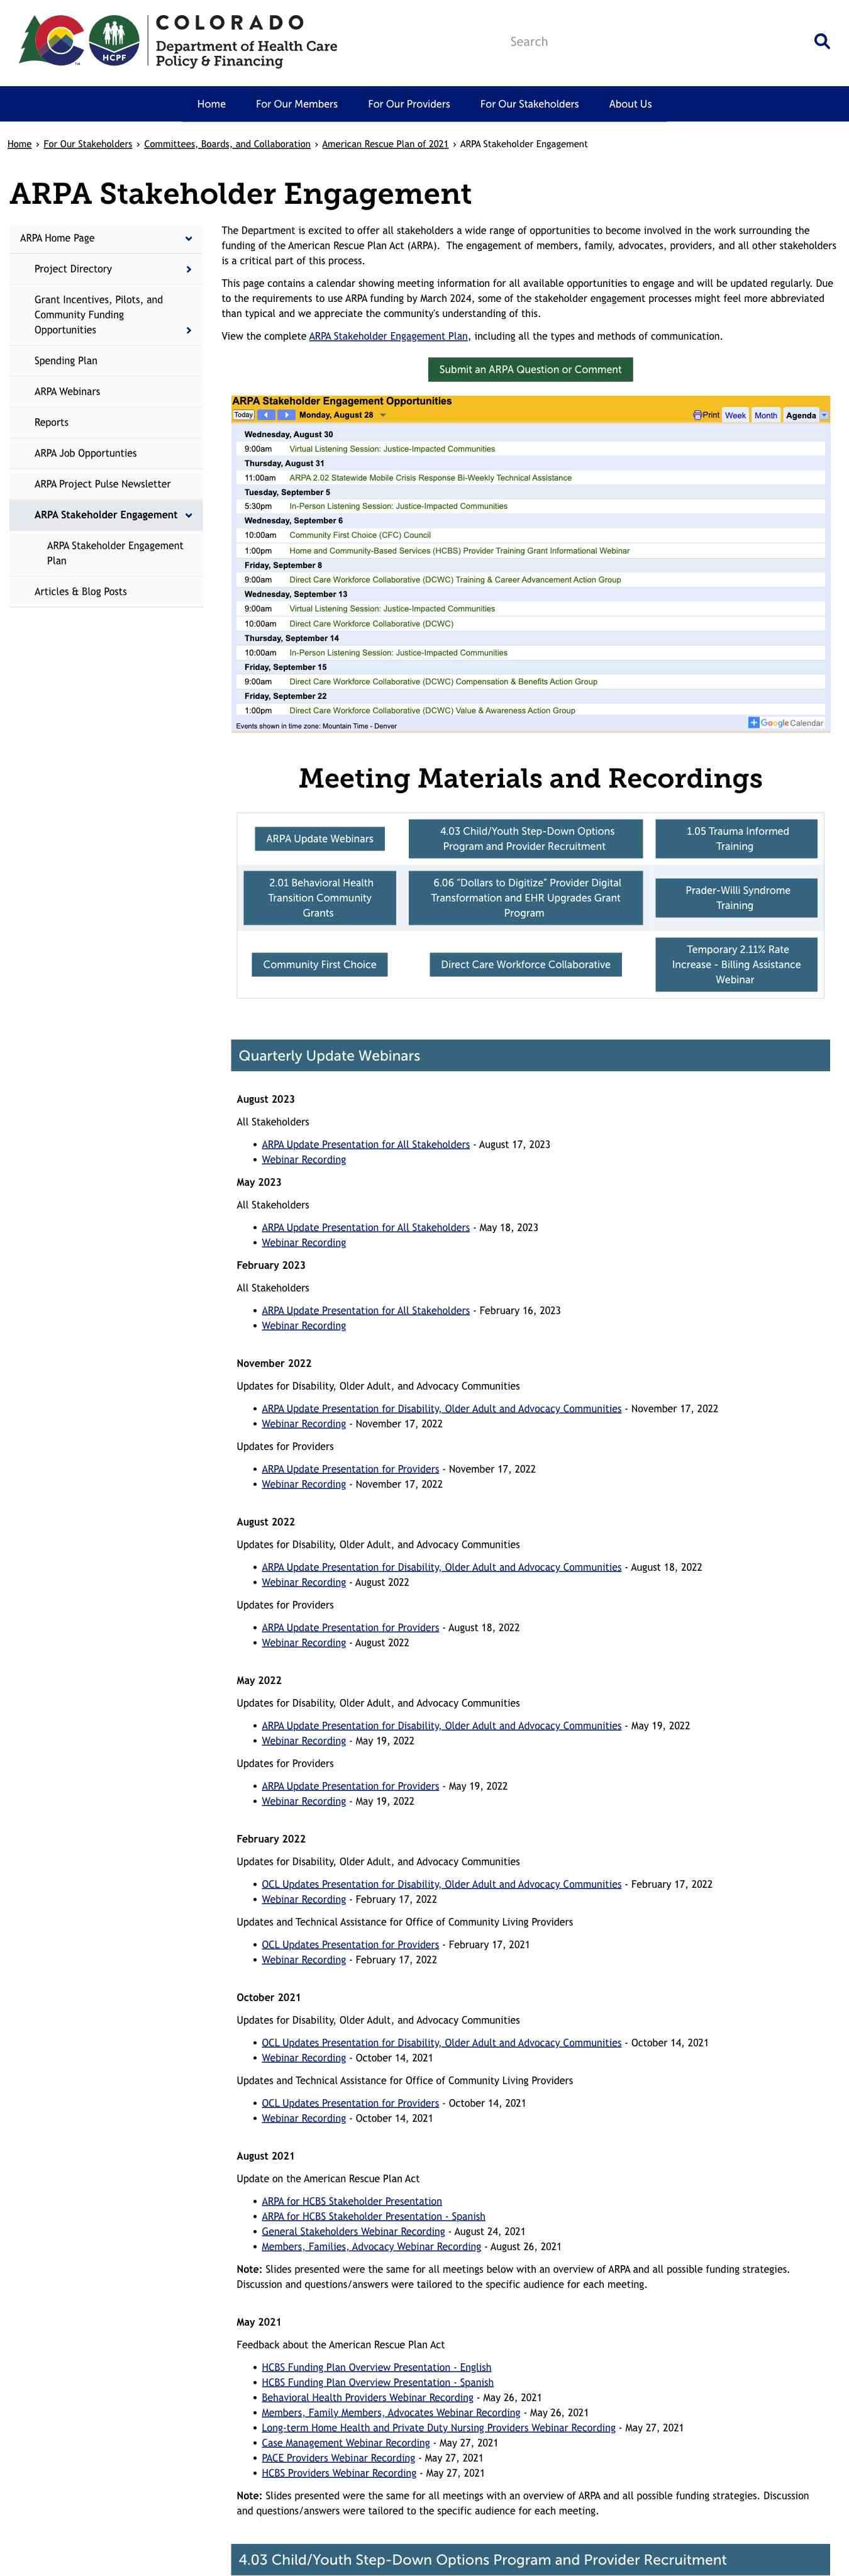 COLORADO
Department of Health Care
Policy & Financing
HCPF
Search
Home
For Our Members
For Our Providers
For Our Stakeholders
About Us
Home › For Our Stakeholders › Committees, Boards, and Collaboration › American Rescue Plan of 2021 › ARPA Stakeholder Engagement
ARPA Stakeholder Engagement
ARPA Home Page
Project Directory
Grant Incentives, Pilots, and
Community Funding
Opportunities
Spending Plan
ARPA Webinars
Reports
ARPA Job Opportunties
ARPA Project Pulse Newsletter
ARPA Stakeholder Engagement
ARPA Stakeholder Engagement
Plan
Articles & Blog Posts
The Department is excited to offer all stakeholders a wide range of opportunities to become involved in the work surrounding the
funding of the American Rescue Plan Act (ARPA). The engagement of members, family, advocates, providers, and all other stakeholders
is a critical part of this process.
This page contains a calendar showing meeting information for all available opportunities to engage and will be updated regularly. Due
to the requirements to use ARPA funding by March 2024, some of the stakeholder engagement processes might feel more abbreviated
than typical and we appreciate the community's understanding of this.
View the complete ARPA Stakeholder Engagement Plan, including all the types and methods of communication.
Submit an ARPA Question or Comment
ARPA Stakeholder Engagement Opportunities
Today Monday, August 28 Print Week Month Agenda
Wednesday, August 30
9:00am Virtual Listening Session: Justice-Impacted Communities
Thursday, August 31
11:00am ARPA 2.02 Statewide Mobile Crisis Response Bi-Weekly Technical Assistance
Tuesday, September 5
5:30pm In-Person Listening Session: Justice-Impacted Communities
Wednesday, September 6
10:00am Community First Choice (CFC) Council
1:00pm Home and Community-Based Services (HCBS) Provider Training Grant Informational Webinar
Friday, September 8
9:00am Direct Care Workforce Collaborative (DCWC) Training & Career Advancement Action Group
Wednesday, September 13
9:00am Virtual Listening Session: Justice-Impacted Communities
10:00am Direct Care Workforce Collaborative (DCWC)
Thursday, September 14
10:00am In-Person Listening Session: Justice-Impacted Communities
Friday, September 15
9:00am Direct Care Workforce Collaborative (DCWC) Compensation & Benefits Action Group
Friday, September 22
1:00pm Direct Care Workforce Collaborative (DCWC) Value & Awareness Action Group
Events shown in time zone: Mountain Time - Denver
Google Calendar
Meeting Materials and Recordings
ARPA Update Webinars
4.03 Child/Youth Step-Down Options
Program and Provider Recruitment
1.05 Trauma Informed
Training
2.01 Behavioral Health
Transition Community
Grants
6.06 "Dollars to Digitize" Provider Digital
Transformation and EHR Upgrades Grant
Program
Prader-Willi Syndrome
Training
Community First Choice
Direct Care Workforce Collaborative
Temporary 2.11% Rate
Increase - Billing Assistance
Webinar
Quarterly Update Webinars
August 2023
All Stakeholders
• ARPA Update Presentation for All Stakeholders - August 17, 2023
• Webinar Recording
May 2023
All Stakeholders
• ARPA Update Presentation for All Stakeholders - May 18, 2023
• Webinar Recording
February 2023
All Stakeholders
• ARPA Update Presentation for All Stakeholders - February 16, 2023
• Webinar Recording
November 2022
Updates for Disability, Older Adult, and Advocacy Communities
• ARPA Update Presentation for Disability, Older Adult and Advocacy Communities - November 17, 2022
• Webinar Recording - November 17, 2022
Updates for Providers
• ARPA Update Presentation for Providers - November 17, 2022
• Webinar Recording - November 17, 2022
August 2022
Updates for Disability, Older Adult, and Advocacy Communities
• ARPA Update Presentation for Disability, Older Adult and Advocacy Communities - August 18, 2022
• Webinar Recording - August 2022
Updates for Providers
• ARPA Update Presentation for Providers - August 18, 2022
• Webinar Recording - August 2022
May 2022
Updates for Disability, Older Adult, and Advocacy Communities
• ARPA Update Presentation for Disability, Older Adult and Advocacy Communities - May 19, 2022
• Webinar Recording - May 19, 2022
Updates for Providers
• ARPA Update Presentation for Providers - May 19, 2022
• Webinar Recording - May 19, 2022
February 2022
Updates for Disability, Older Adult, and Advocacy Communities
• OCL Updates Presentation for Disability, Older Adult and Advocacy Communities - February 17, 2022
• Webinar Recording - February 17, 2022
Updates and Technical Assistance for Office of Community Living Providers
• OCL Updates Presentation for Providers - February 17, 2021
• Webinar Recording - February 17, 2022
October 2021
Updates for Disability, Older Adult, and Advocacy Communities
• OCL Updates Presentation for Disability, Older Adult and Advocacy Communities - October 14, 2021
• Webinar Recording - October 14, 2021
Updates and Technical Assistance for Office of Community Living Providers
• OCL Updates Presentation for Providers - October 14, 2021
• Webinar Recording - October 14, 2021
August 2021
Update on the American Rescue Plan Act
• ARPA for HCBS Stakeholder Presentation
• ARPA for HCBS Stakeholder Presentation - Spanish
• General Stakeholders Webinar Recording - August 24, 2021
• Members, Families, Advocacy Webinar Recording - August 26, 2021
Note: Slides presented were the same for all meetings below with an overview of ARPA and all possible funding strategies.
Discussion and questions/answers were tailored to the specific audience for each meeting.
May 2021
Feedback about the American Rescue Plan Act
• HCBS Funding Plan Overview Presentation - English
• HCBS Funding Plan Overview Presentation - Spanish
• Behavioral Health Providers Webinar Recording - May 26, 2021
• Members, Family Members, Advocates Webinar Recording - May 26, 2021
• Long-term Home Health and Private Duty Nursing Providers Webinar Recording - May 27, 2021
• Case Management Webinar Recording - May 27, 2021
• PACE Providers Webinar Recording - May 27, 2021
• HCBS Providers Webinar Recording - May 27, 2021
Note: Slides presented were the same for all meetings with an overview of ARPA and all possible funding strategies. Discussion
and questions/answers were tailored to the specific audience for each meeting.
4.03 Child/Youth Step-Down Options Program and Provider Recruitment